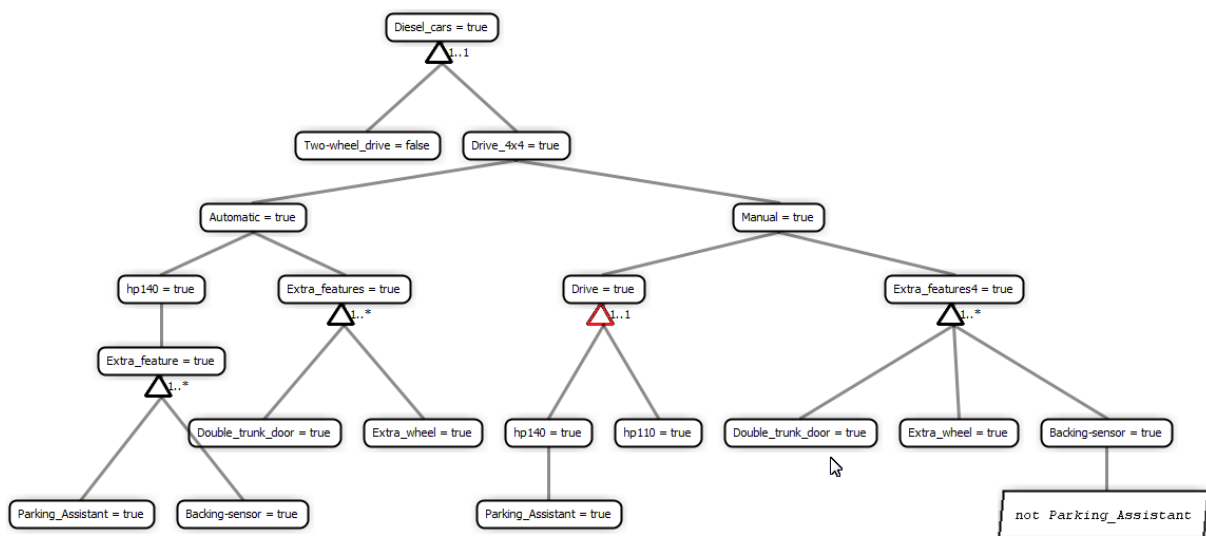 Diesel_cars = true
1..1
Two-wheel_drive = false
Drive_4x4 = true
Automatic = true
Manual = true
hp140 = true
Extra_features = true
Drive = true
Extra_features4 = true
1..*
1..1
1..*
Extra_feature = true
1..*
Double_trunk_door = true
Extra_wheel = true
hp140 = true
hp110 = true
Double_trunk_door = true
Extra_wheel = true
Backing-sensor = true
Parking_Assistant = true
Backing-sensor = true
Parking_Assistant = true
not Parking_Assistant